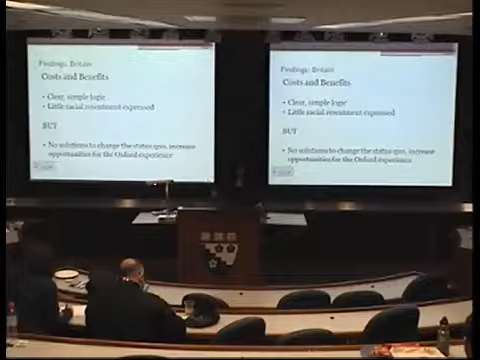 Findings: Britain
Costs and Benefits
• Clear, simple logic
• Little racial resentment expressed
BUT
• No solutions to change the status quo, increase
opportunities for the Oxford experience
Findings: Britain
Costs and Benefits
• Clear, simple logic
• Little racial resentment expressed
BUT
• No solutions to change the status quo, increase
opportunities for the Oxford experience